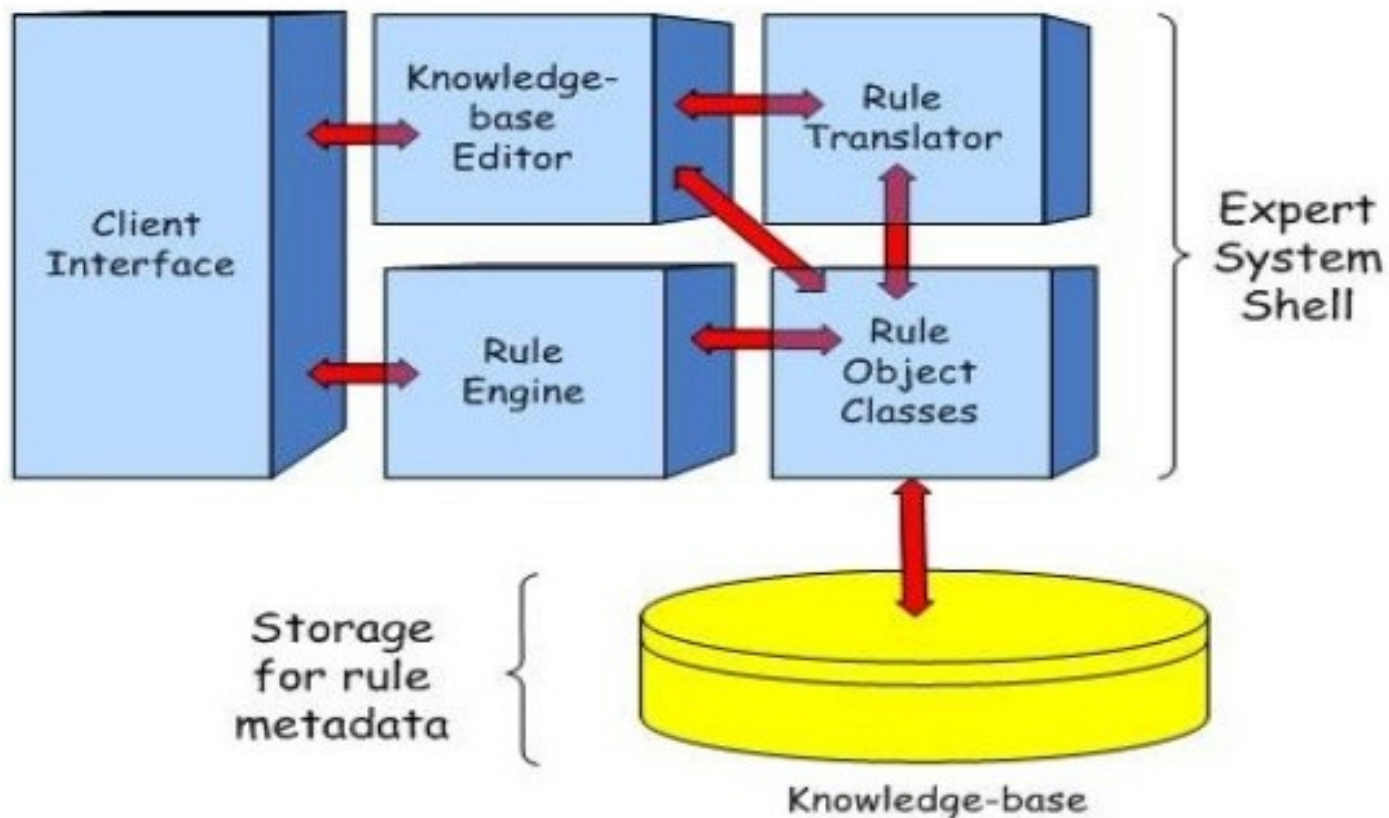 Client
Interface
Knowledge-
base
Editor
Rule
Translator
Rule
Engine
Rule
Object
Classes
Expert
System
Shell
Storage
for rule
metadata
Knowledge-base